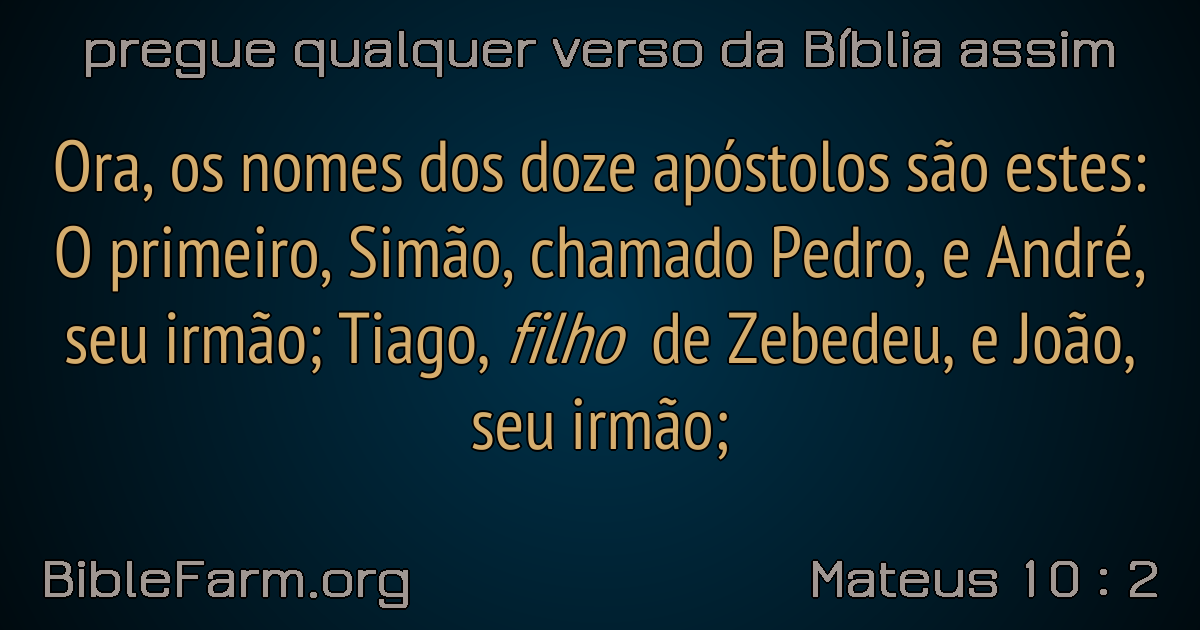 pregue qualquer verso da Bíblia assim
Ora, os nomes dos doze apóstolos são estes:
O primeiro, Simão, chamado Pedro, e André,
seu irmão; Tiago, filho de Zebedeu, e João,
seu irmão;
BibleFarm.org
Mateus 10 : 2